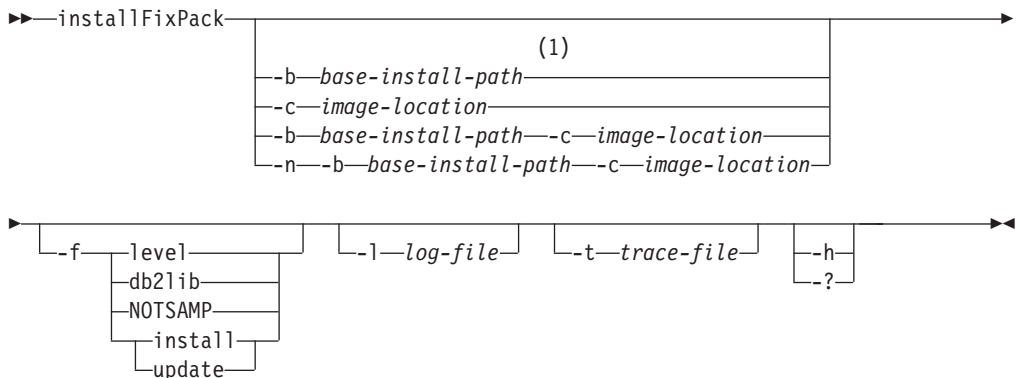 installFixPack
(1)
-b base-install-path
-c image-location
-b base-install-path -c image-location
-n -b base-install-path -c image-location
-f level -l log-file -t trace-file -h
db2lib -?
NOTSAMP
install
update